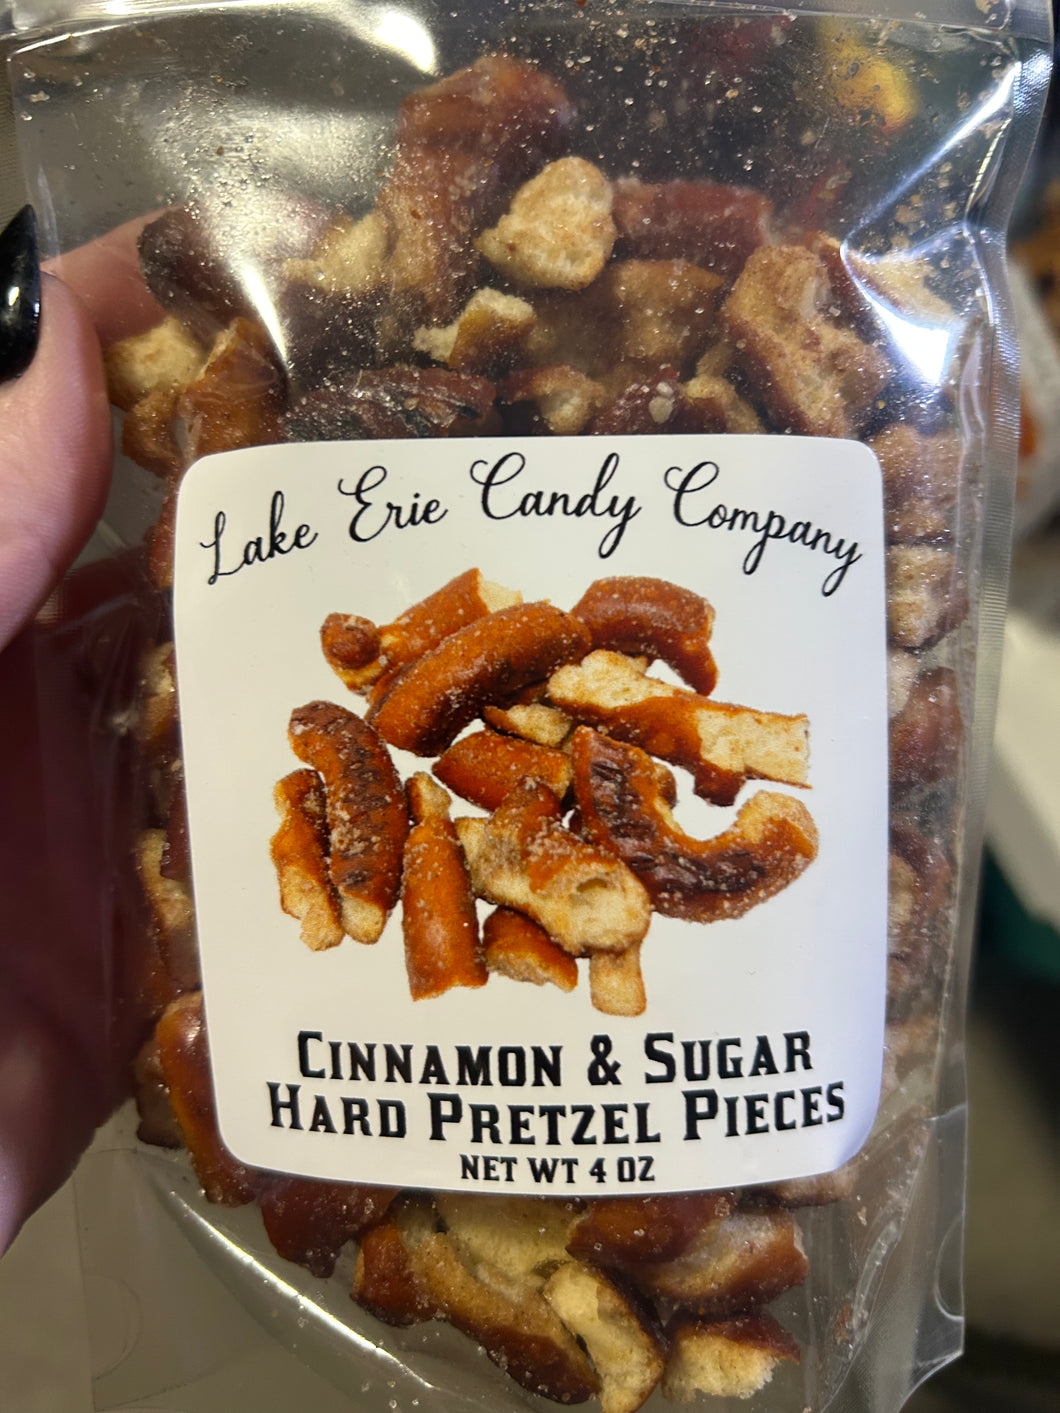 Lake Erie Candy Company
CINNAMON & SUGAR
HARD PRETZEL PIECES
NET WT 4 OZ